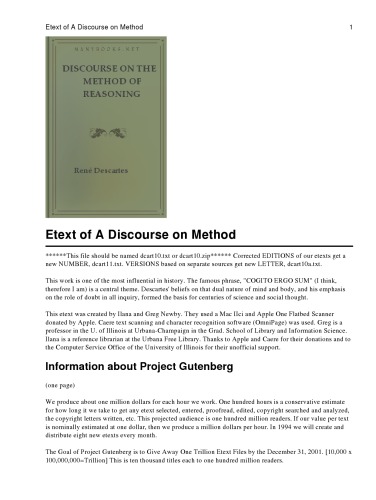 Etext of A Discourse on Method 1
MANYBOOKS.NET
DISCOURSE ON THE
METHOD OF
REASONING
René Descartes
Etext of A Discourse on Method
******This file should be named dcart10.txt or dcart10.zip****** Corrected EDITIONS of our etexts get a
new NUMBER, dcart11.txt. VERSIONS based on separate sources get new LETTER, dcart10a.txt.
This work is one of the most influential in history. The famous phrase, "COGITO ERGO SUM" (I think,
therefore I am) is a central theme. Descartes' beliefs on that dual nature of mind and body, and his emphasis
on the role of doubt in all inquiry, formed the basis for centuries of science and social thought.
This etext was created by Ilana and Greg Newby. They used a Mac IIci and Apple One Flatbed Scanner
donated by Apple. Caere text scanning and character recognition software (OmniPage) was used. Greg is a
professor in the U. of Illinois at Urbana-Champaign in the Grad. School of Library and Information Science.
Ilana is a reference librarian at the Urbana Free Library. Thanks to Apple and Caere for their donations and to
the Computer Service Office of the University of Illinois for their unofficial support.
Information about Project Gutenberg
(one page)
We produce about one million dollars for each hour we work. One hundred hours is a conservative estimate
for how long it we take to get any etext selected, entered, proofread, edited, copyright searched and analyzed,
the copyright letters written, etc. This projected audience is one hundred million readers. If our value per text
is nominally estimated at one dollar, then we produce a million dollars per hour. In 1994 we will create and
distribute eight new etexts every month.
The Goal of Project Gutenberg is to Give Away One Trillion Etext Files by the December 31, 2001. [10,000 x
100,000,000=Trillion] This is ten thousand titles each to one hundred million readers.